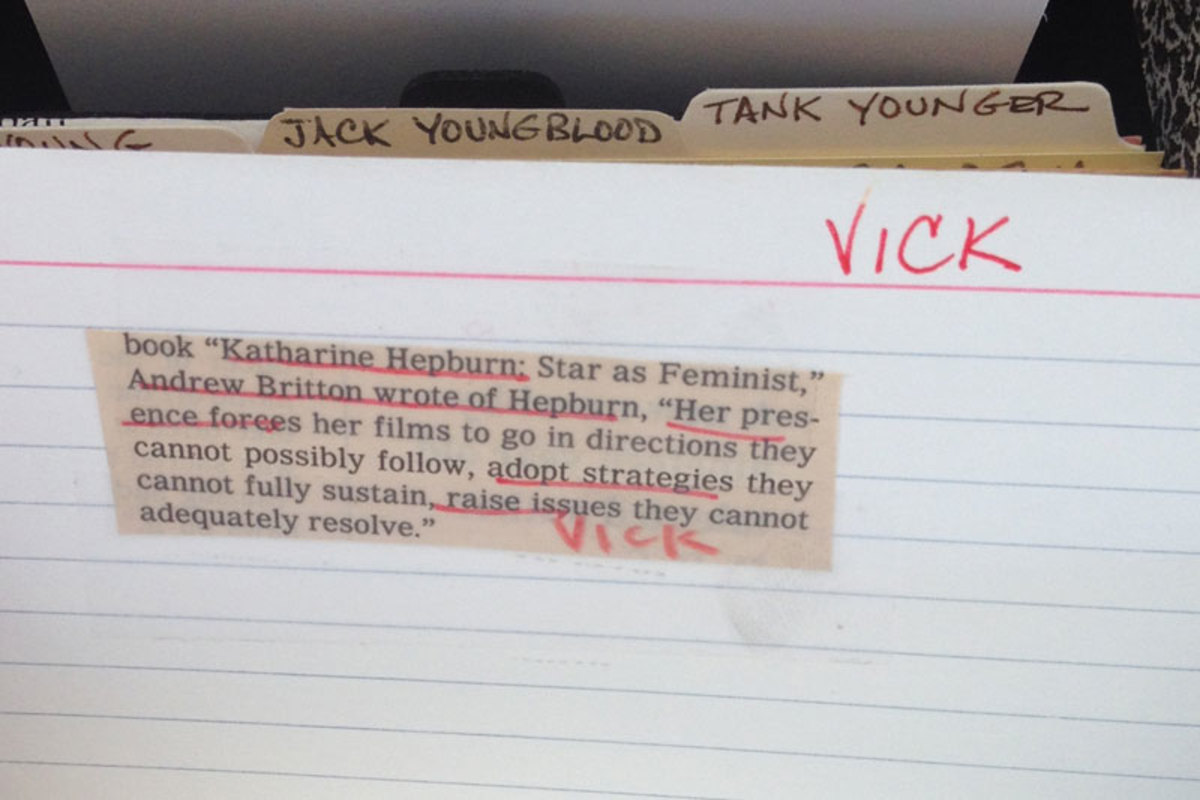 TANK YOUNGER
JACK YOUNGBLOOD
VICK
book “Katharine Hepburn: Star as Feminist,”
Andrew Britton wrote of Hepburn, “Her pres-
ence forces her films to go in directions they
cannot possibly follow, adopt strategies they
cannot fully sustain, raise issues they cannot
adequately resolve.”
VICK